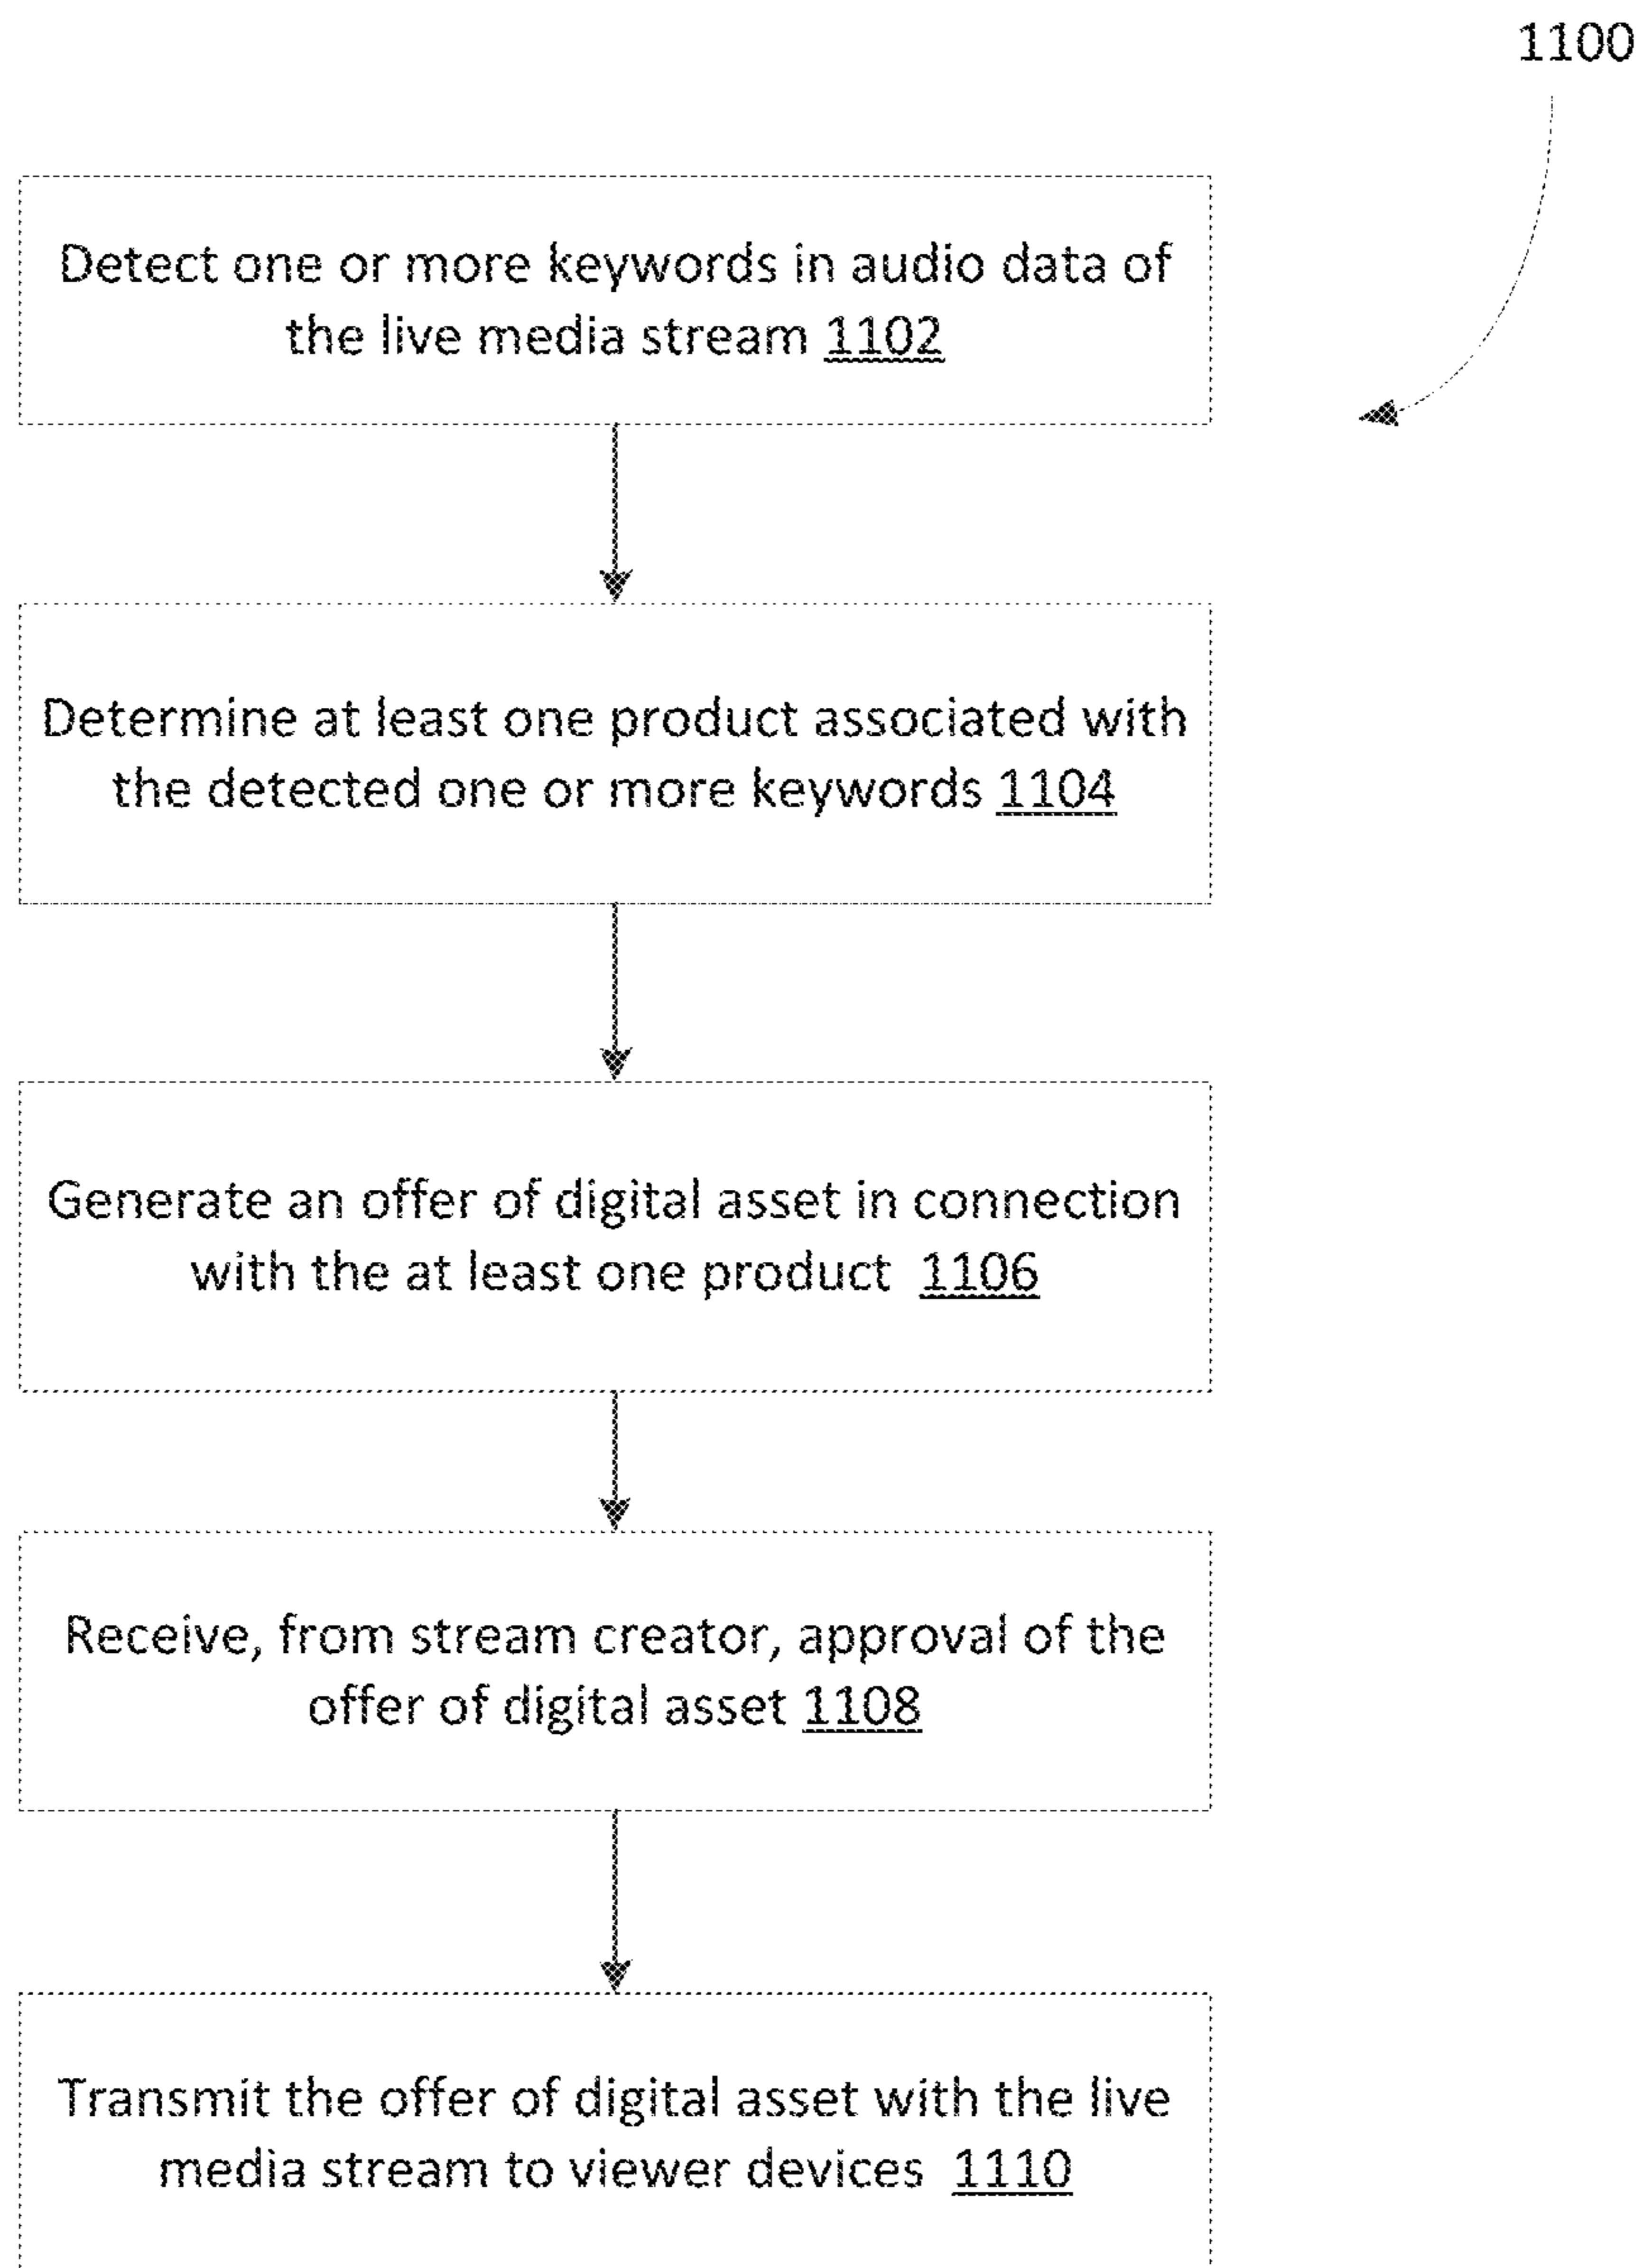 1100
Detect one or more keywords in audio data of
the live media stream 1102
Determine at least one product associated with
the detected one or more keywords 1104
Generate an offer of digital asset in connection
with the at least one product 1106
Receive, from stream creator, approval of the
offer of digital asset 1108
Transmit the offer of digital asset with the live
media stream to viewer devices 1110